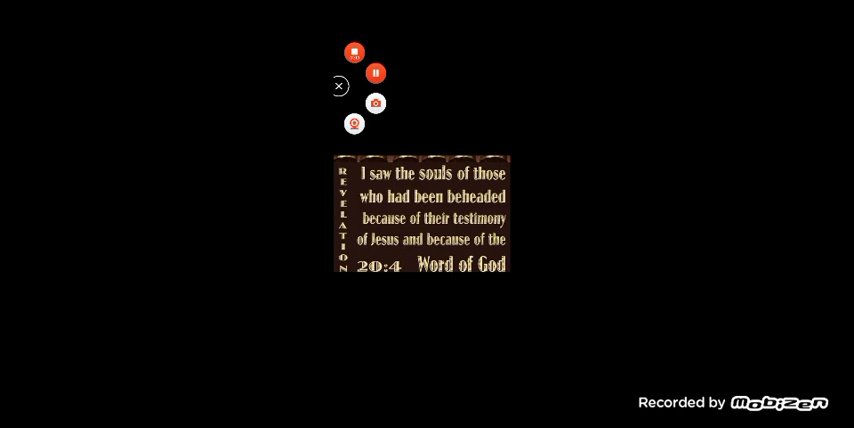 REVELATION
I saw the souls of those
who had been beheaded
because of their testimony
of Jesus and because of the
20:4 Word of God
Recorded by mobizen